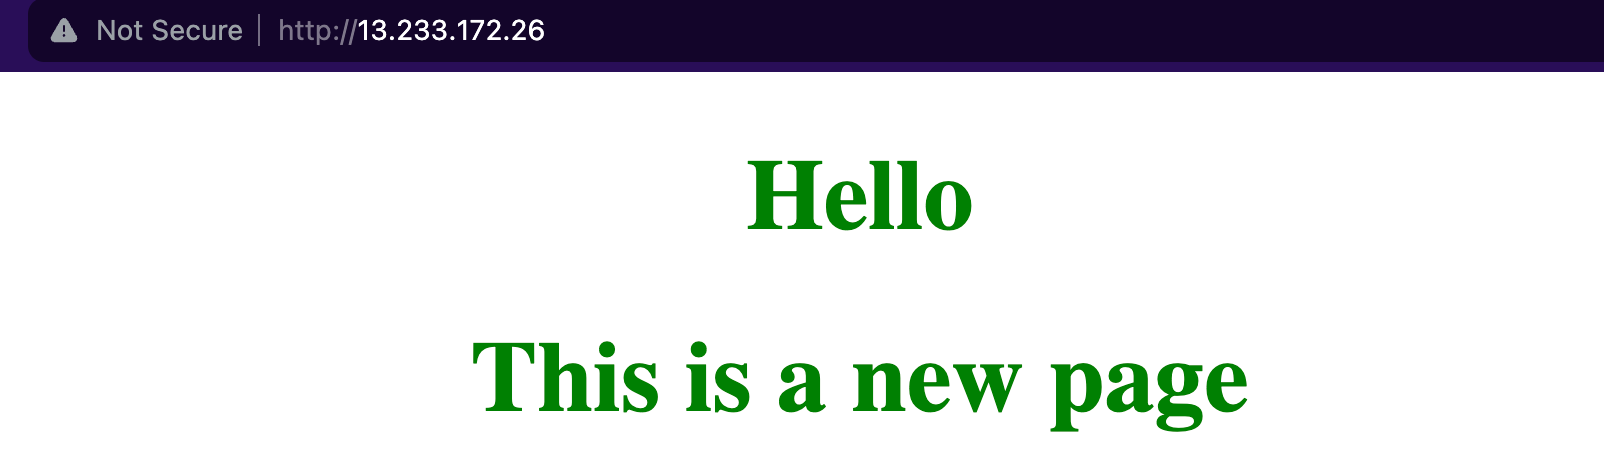 Not Secure | http://13.233.172.26
Hello
This is a new page